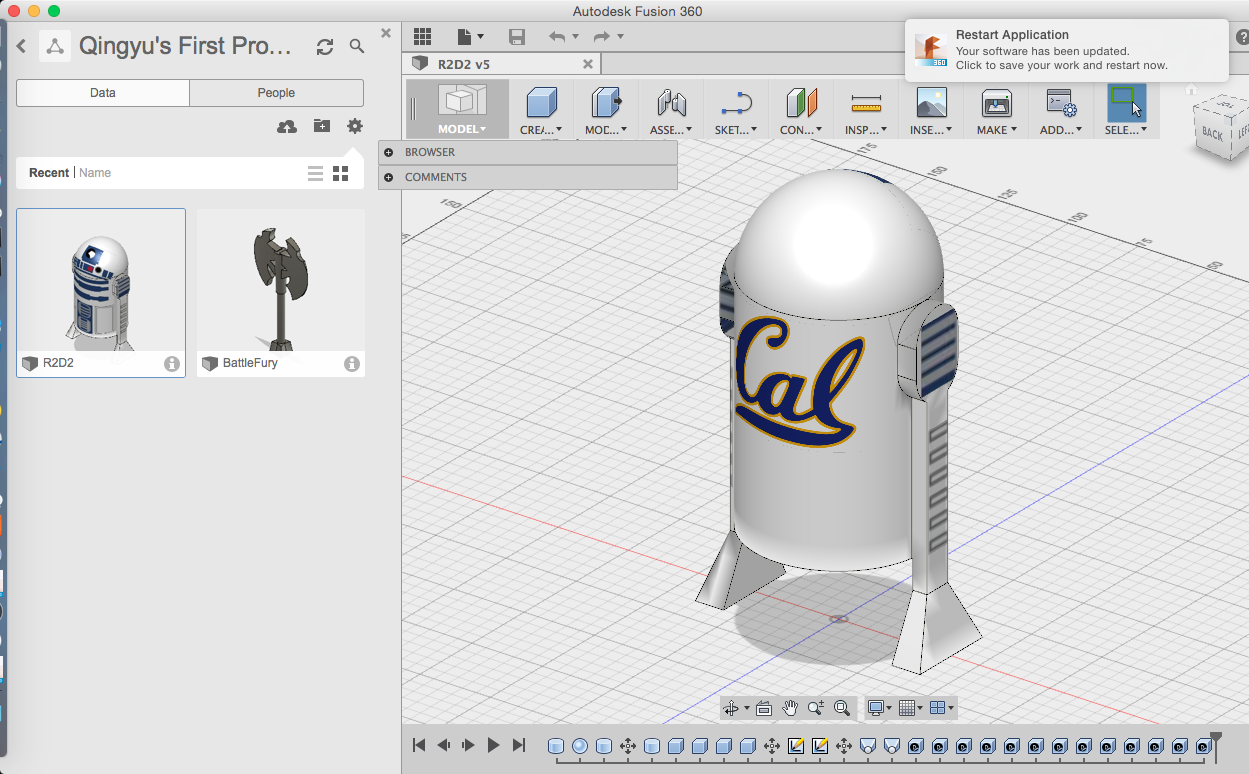 Autodesk Fusion 360
Qingyu's First Pro...
Data
People
Recent | Name
R2D2
BattleFury
R2D2 v5
Restart Application
Your software has been updated.
Click to save your work and restart now.
360
MODEL
CREA...
MOD...
ASSE...
SKET...
CON...
INSP...
INSE...
MAKE
ADD...
SELE...
BROWSER
COMMENTS
BACK
LEF
150
175
150
125
100
75
50
Cal